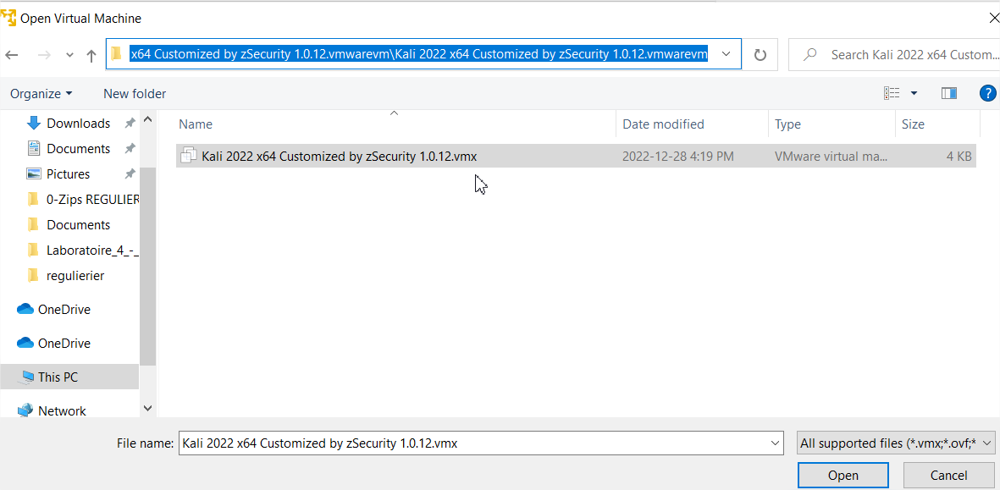 Open Virtual Machine
x64 Customized by zSecurity 1.0.12.vmwarevm\Kali 2022 x64 Customized by zSecurity 1.0.12.vmwarevm
Search Kali 2022 x64 Custom...
Organize
New folder
?
Name
Date modified
Type
Size
Downloads
Documents
Pictures
0-Zips REGULIER
Documents
Laboratoire_4_-_
regulierier
OneDrive
OneDrive
This PC
Network
Kali 2022 x64 Customized by zSecurity 1.0.12.vmx
2022-12-28 4:19 PM
VMware virtual ma...
4 KB
File name:
Kali 2022 x64 Customized by zSecurity 1.0.12.vmx
All supported files (*.vmx;*.ovf;*
Open
Cancel